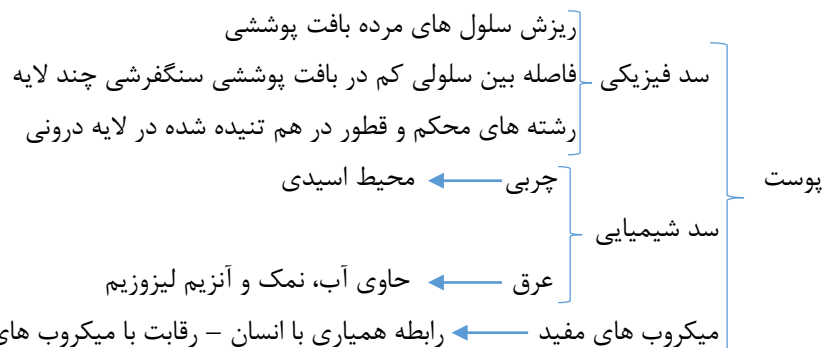 ریزش سلول های مرده بافت پوششی
سد فیزیکی فاصله بین سلولی کم در بافت پوششی سنگفرشی چند لایه
رشته های محکم و قطور در هم تنیده شده در لایه درونی
پوست چربی محیط اسیدی
سد شیمیایی
عرق حاوی آب، نمک و آنزیم لیزوزیم
میکروب های مفید رابطه همیاری با انسان – رقابت با میکروب های